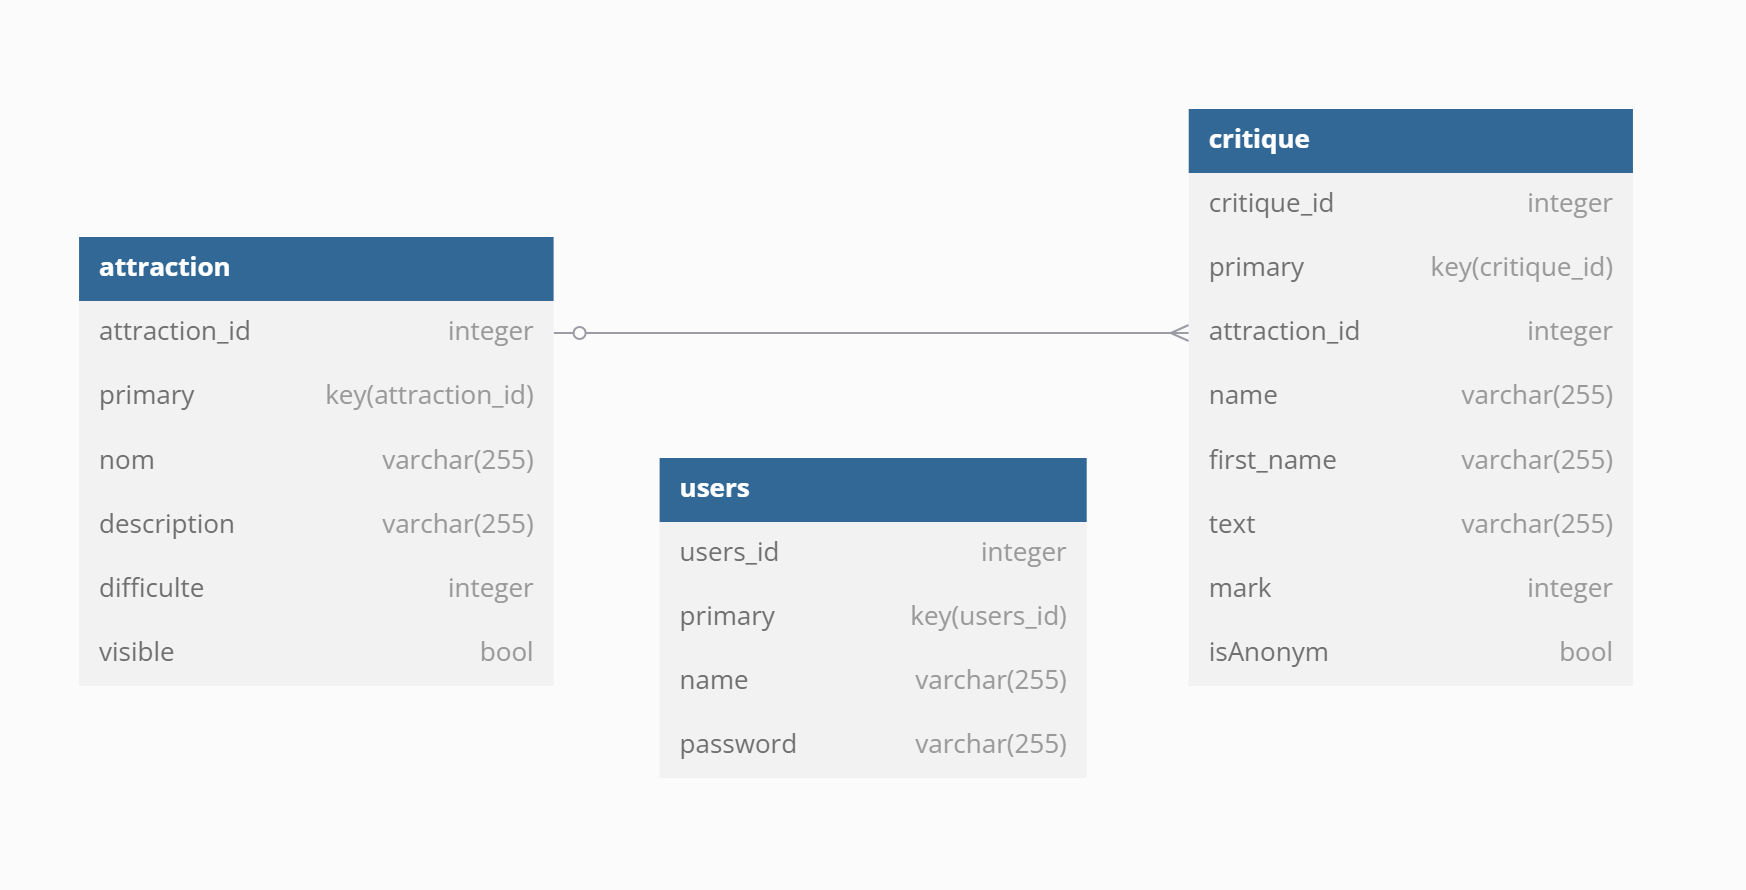 attraction
attraction_id integer
primary key(attraction_id)
nom varchar(255)
description varchar(255)
difficulte integer
visible bool
users
users_id integer
primary key(users_id)
name varchar(255)
password varchar(255)
critique
critique_id integer
primary key(critique_id)
attraction_id integer
name varchar(255)
first_name varchar(255)
text varchar(255)
mark integer
isAnonym bool